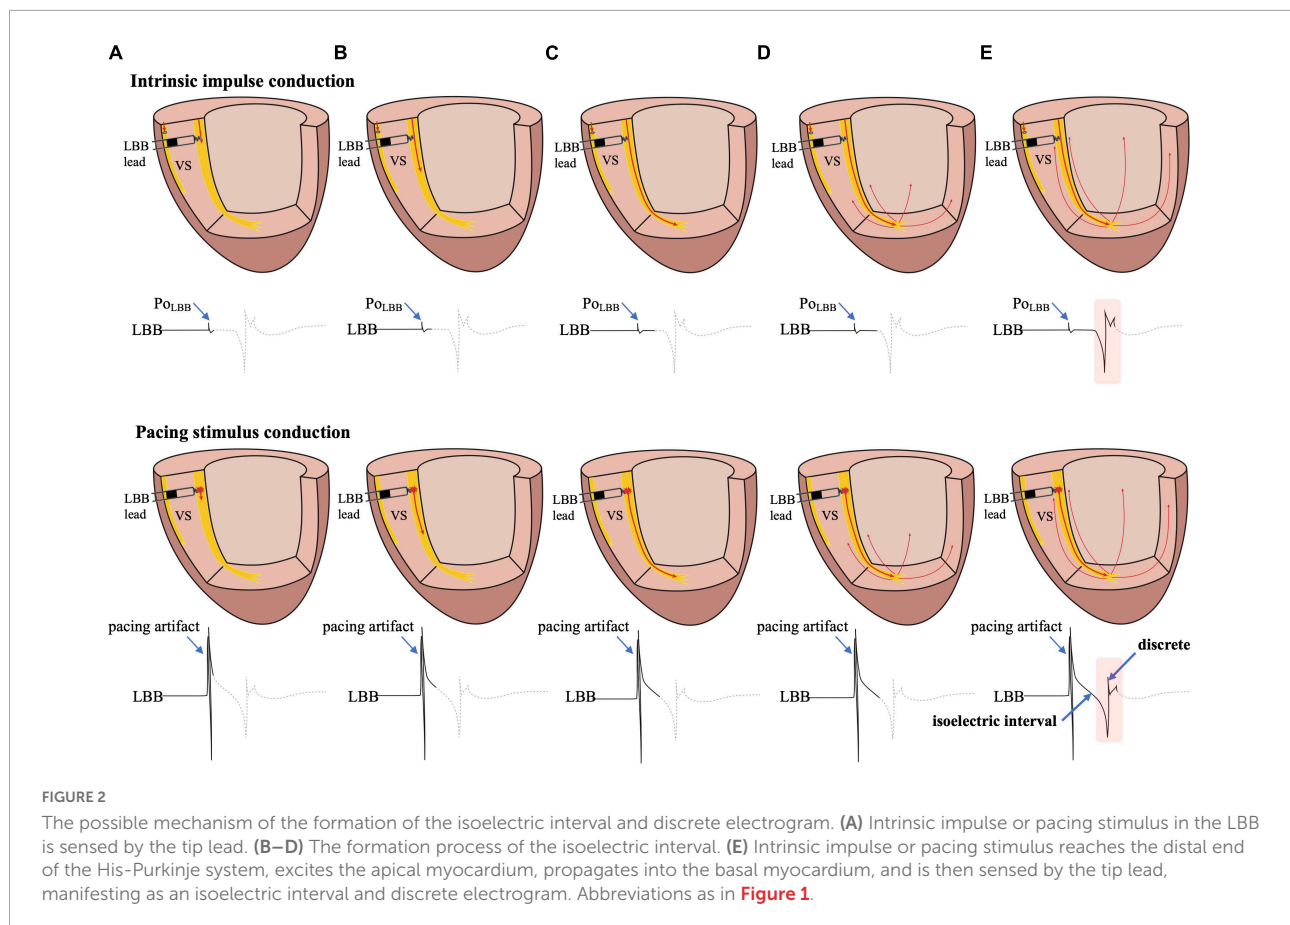 A B C D E
Intrinsic impulse conduction
LBB lead VS LBB lead VS LBB lead VS LBB lead VS LBB lead VS
PoLBB PoLBB PoLBB PoLBB PoLBB
LBB LBB LBB LBB LBB
Pacing stimulus conduction
LBB lead VS LBB lead VS LBB lead VS LBB lead VS LBB lead VS
pacing artifact pacing artifact pacing artifact pacing artifact pacing artifact
discrete
LBB LBB LBB LBB LBB
isoelectric interval
FIGURE 2
The possible mechanism of the formation of the isoelectric interval and discrete electrogram. (A) Intrinsic impulse or pacing stimulus in the LBB
is sensed by the tip lead. (B–D) The formation process of the isoelectric interval. (E) Intrinsic impulse or pacing stimulus reaches the distal end
of the His-Purkinje system, excites the apical myocardium, propagates into the basal myocardium, and is then sensed by the tip lead,
manifesting as an isoelectric interval and discrete electrogram. Abbreviations as in Figure 1.